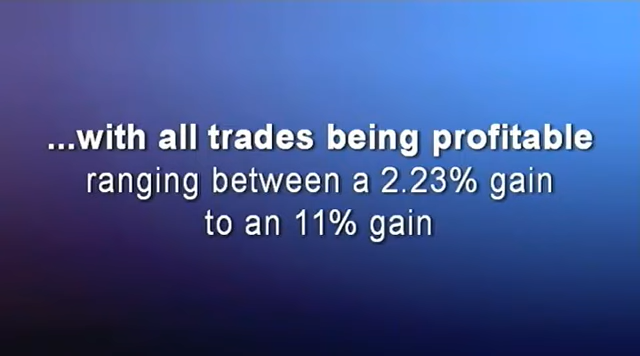 ...with all trades being profitable
ranging between a 2.23% gain
to an 11% gain